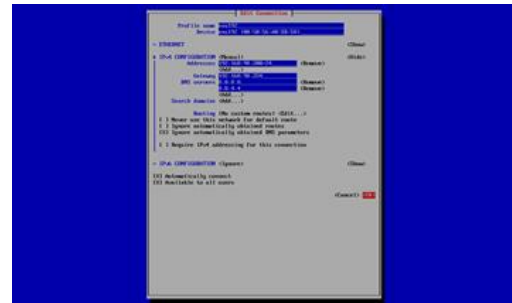 Edit Connection
Profile name ens192
Device
= ETHERNET <Show>
IPv4 CONFIGURATION <Manual> <Hide>
Addresses <Remove>
<Add...>
Gateway
DNS servers <Remove>
<Remove>
<Add...>
Search domains <Add...>
Routing (No custom routes) <Edit...>
[ ] Never use this network for default route
[ ] Ignore automatically obtained routes
[X] Ignore automatically obtained DNS parameters
[ ] Require IPv4 addressing for this connection
= IPv6 CONFIGURATION <Ignore> <Show>
[X] Automatically connect
[X] Available to all users
<Cancel> <OK>